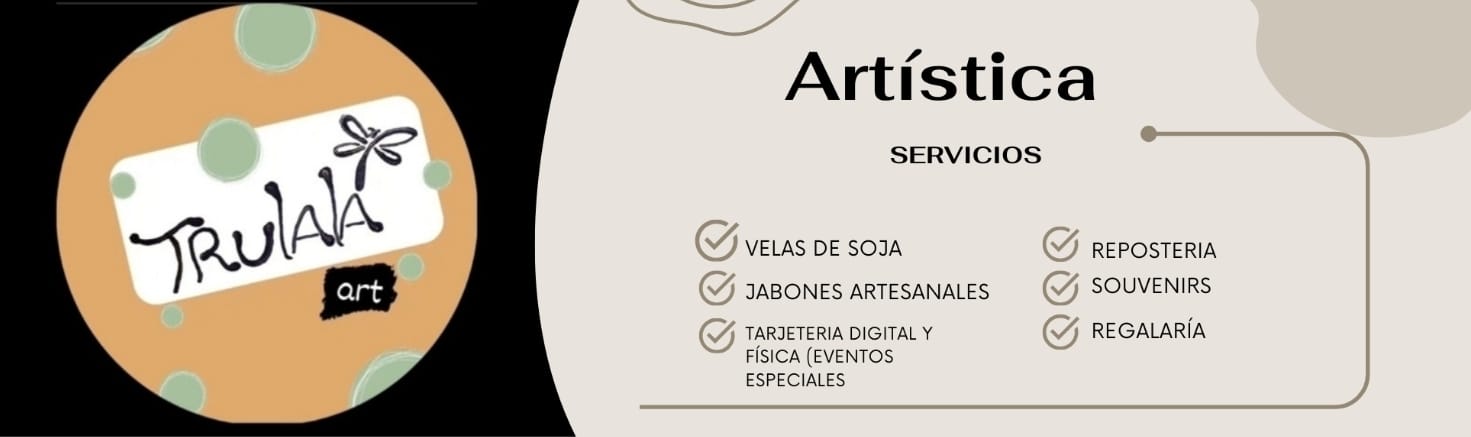 TRULALA
art
Artística
SERVICIOS
VELAS DE SOJA
JABONES ARTESANALES
TARJETERIA DIGITAL Y
FÍSICA (EVENTOS
ESPECIALES
REPOSTERIA
SOUVENIRS
REGALARÍA